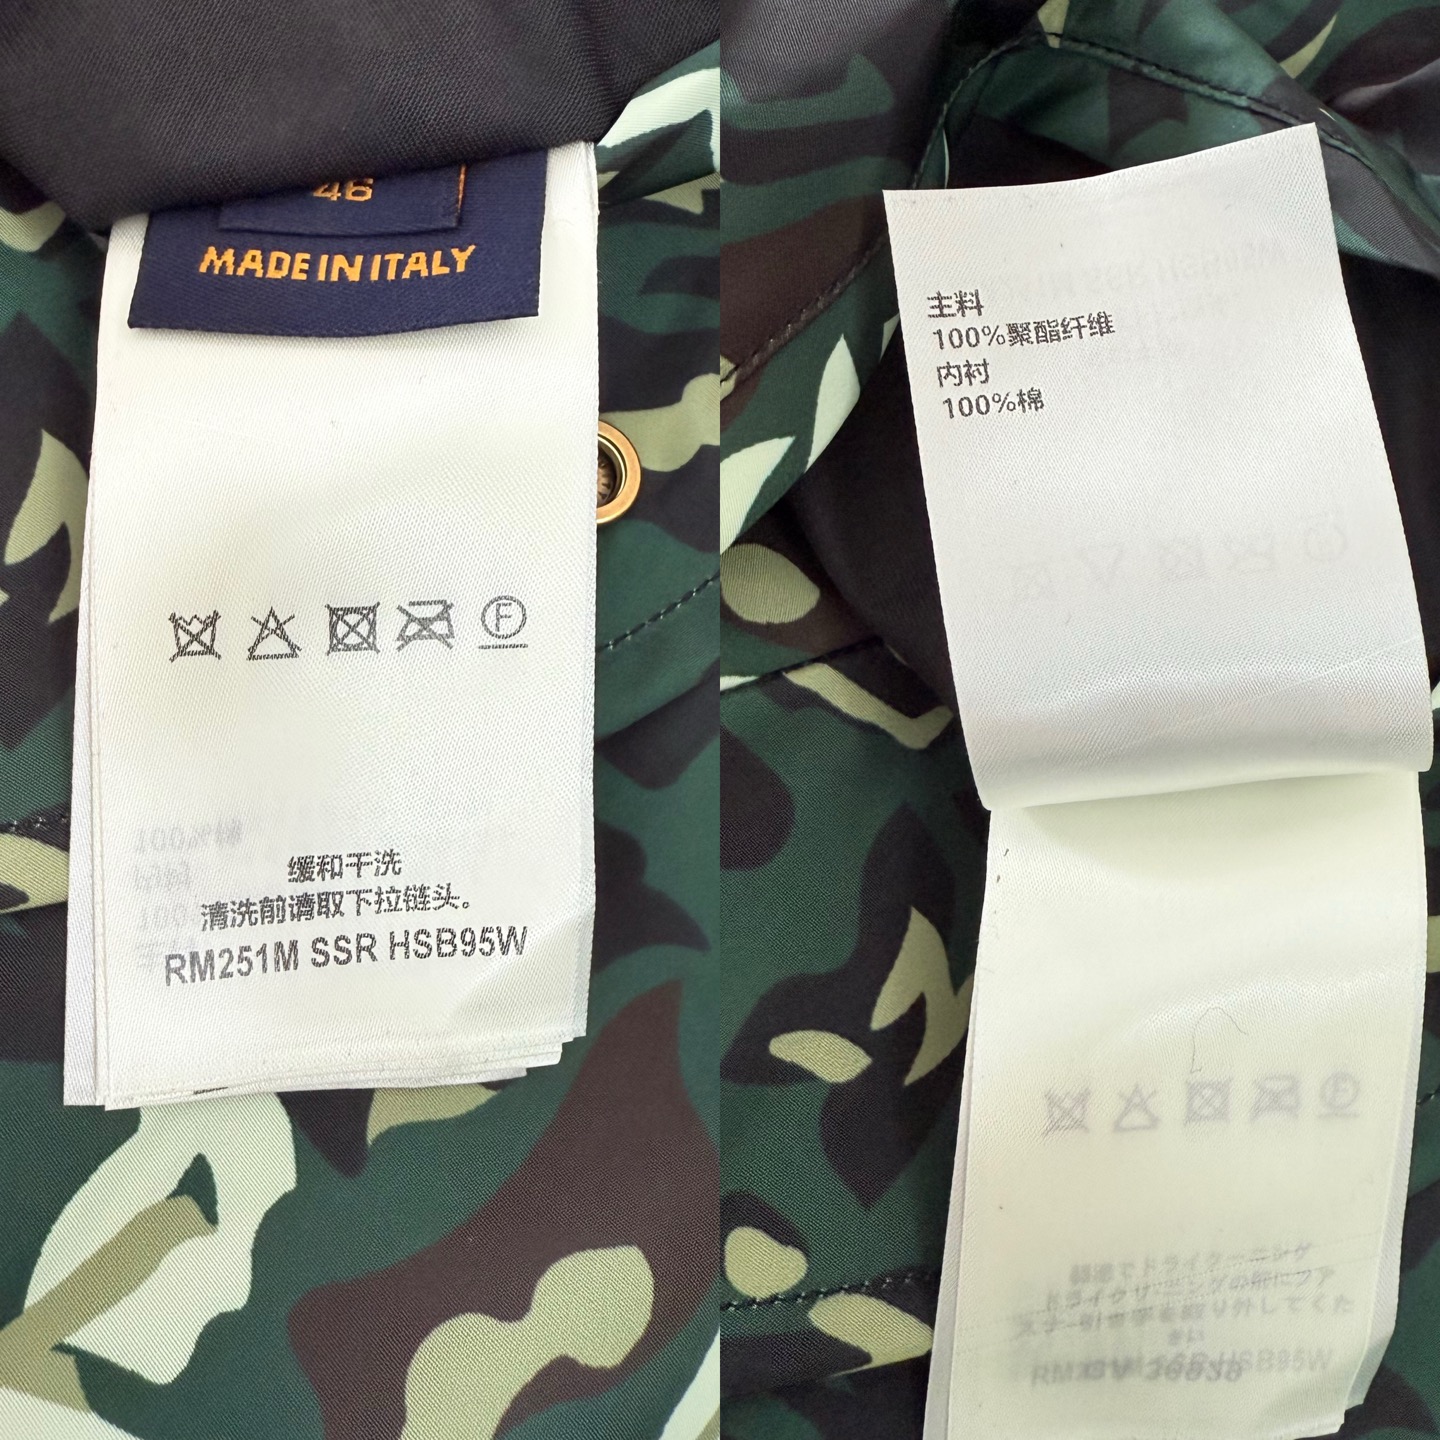 46
MADE IN ITALY
F
缓和干洗
清洗前请取下拉链头。
RM251M SSR HSB95W
主料
100%聚酯纤维
内衬
100%棉